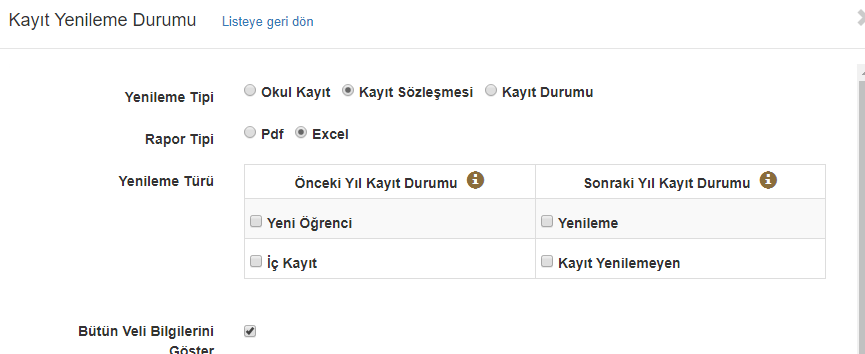 Kayıt Yenileme Durumu Listeye geri dön
Yenileme Tipi Okul Kayıt Kayıt Sözleşmesi Kayıt Durumu
Rapor Tipi Pdf Excel
Yenileme Türü Önceki Yıl Kayıt Durumu Sonraki Yıl Kayıt Durumu
Yeni Öğrenci Yenileme
İç Kayıt Kayıt Yenilemeyen
Bütün Veli Bilgilerini
Göster